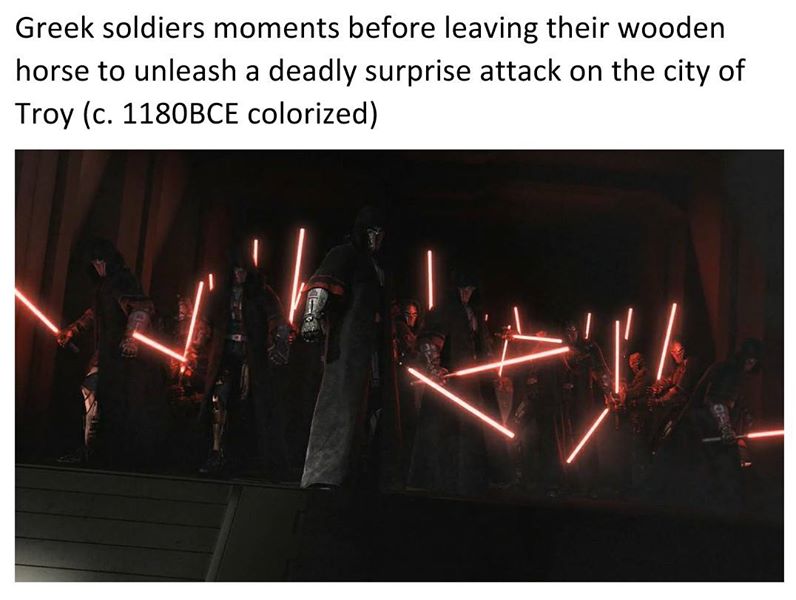 Greek soldiers moments before leaving their wooden
horse to unleash a deadly surprise attack on the city of
Troy (c. 1180BCE colorized)